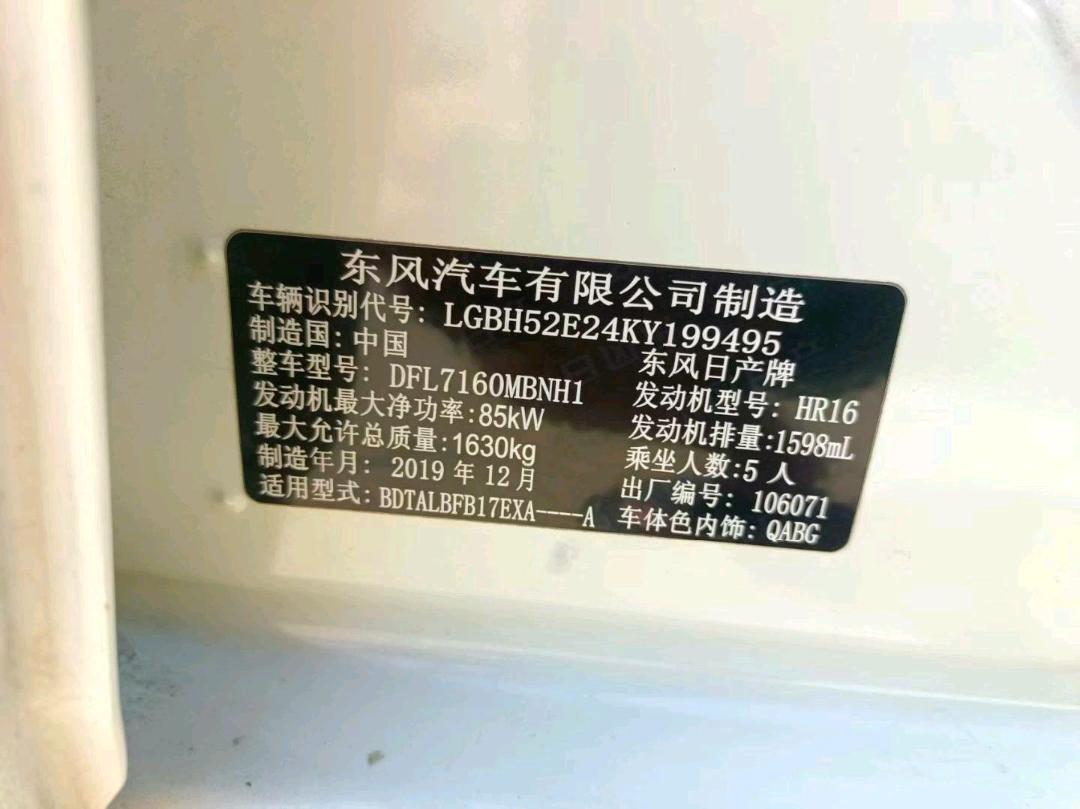 东风汽车有限公司制造
车辆识别代号: LGBH52E24KY199495
制造国: 中国 东风日产牌
整车型号: DFL7160MBNH1 发动机型号: HR16
发动机最大净功率:85kW 发动机排量:1598mL
最大允许总质量:1630kg 乘坐人数:5 人
制造年月: 2019 年 12 月 出厂编号: 106071
适用型式: BDTALBFB17EXA----A 车体色内饰: QABG